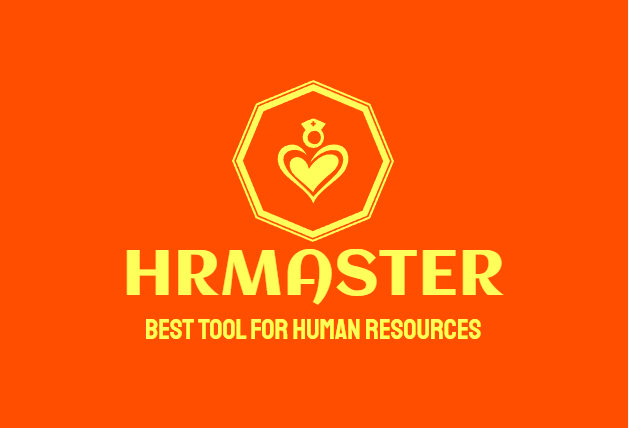 HRMASTER
BEST TOOL FOR HUMAN RESOURCES